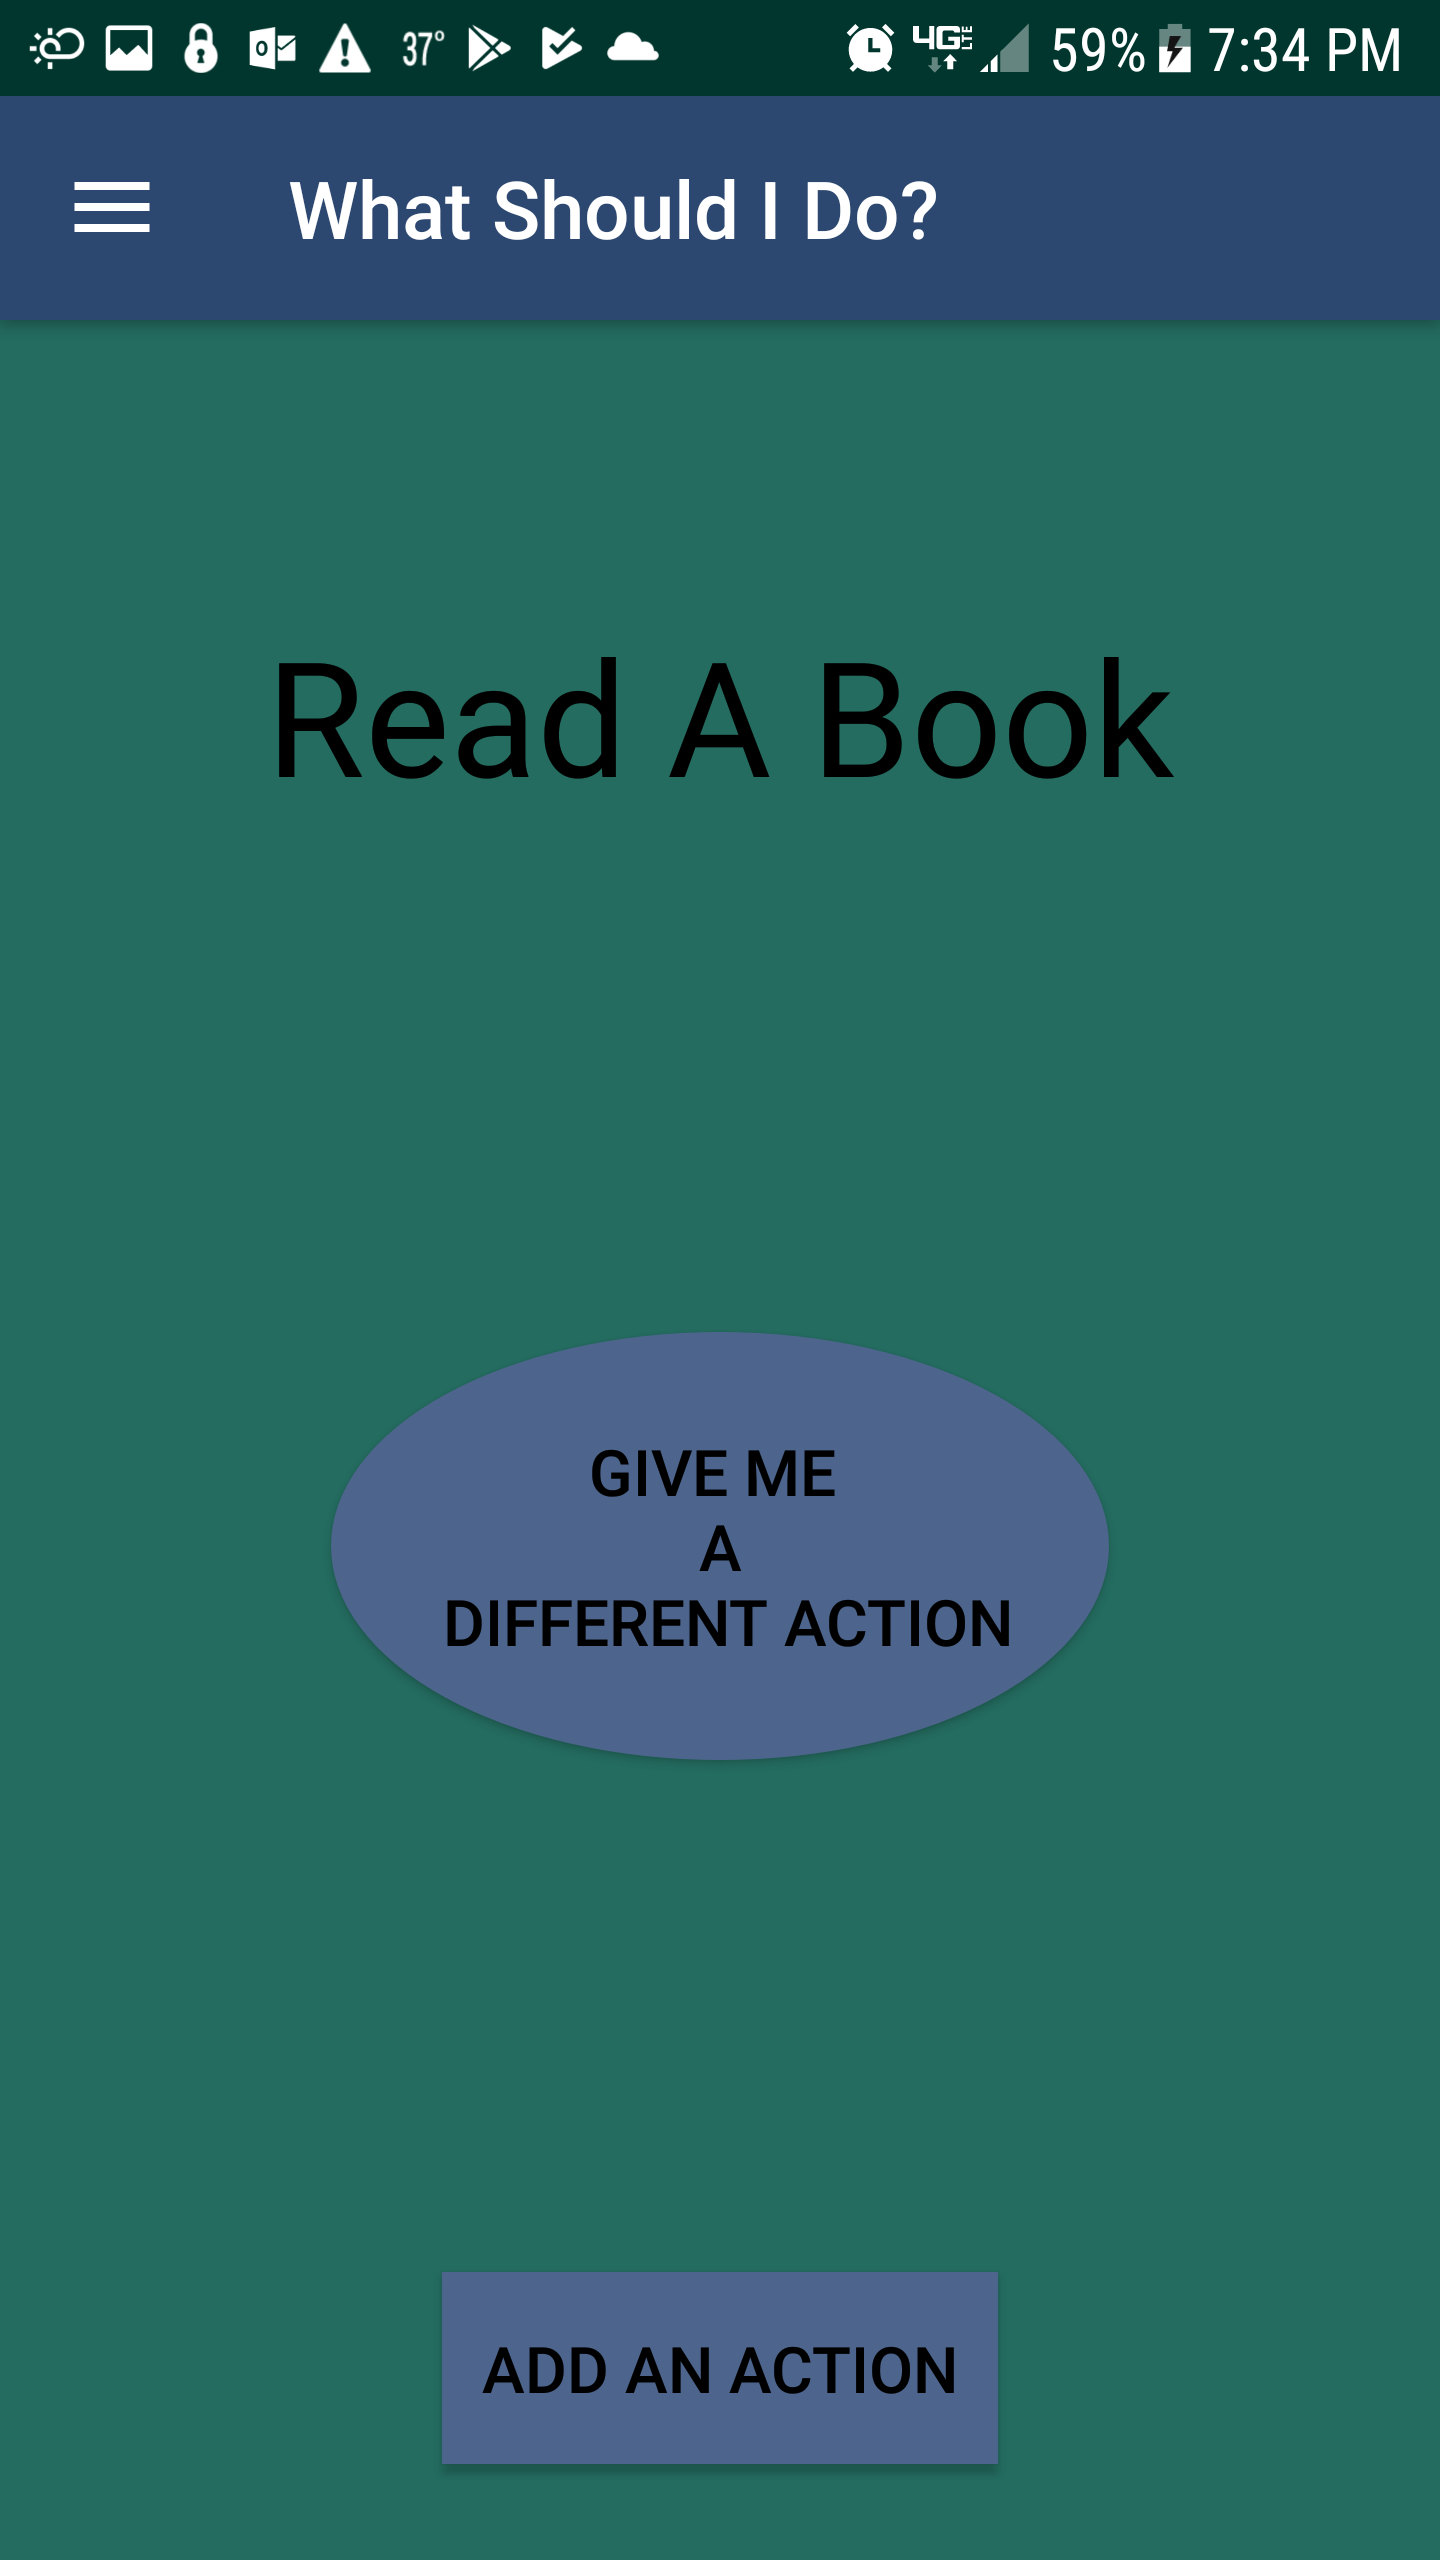 37° 4G LTE 59% 7:34 PM
What Should I Do?
Read A Book
GIVE ME
A
DIFFERENT ACTION
ADD AN ACTION